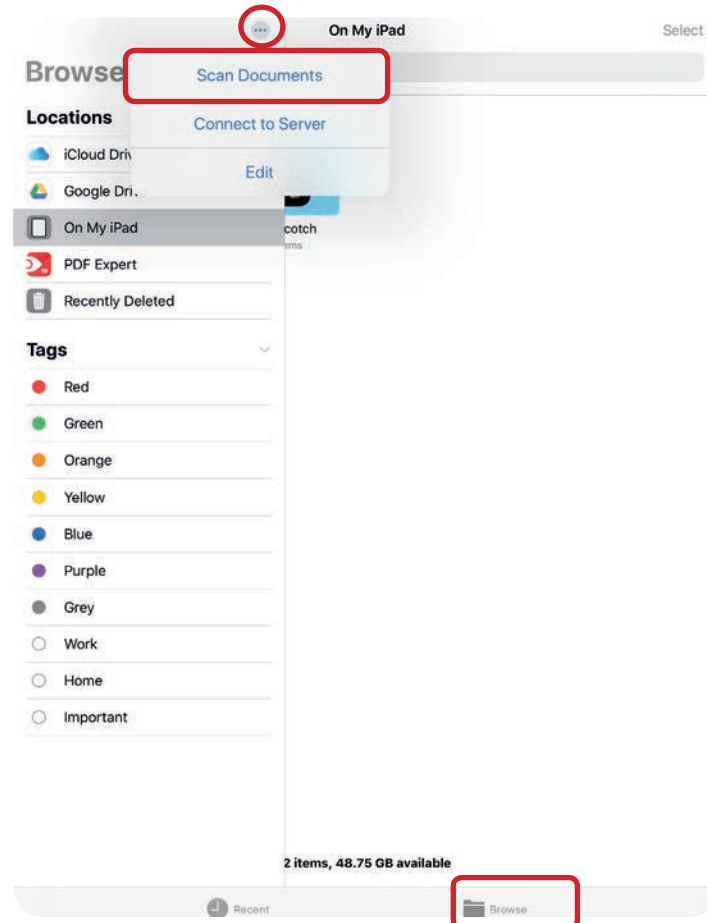 On My iPad
Select
Browse
Scan Documents
Connect to Server
Edit
Locations
iCloud Driv
Google Dri
On My iPad
PDF Expert
Recently Deleted
cotch
ems
Tags
Red
Green
Orange
Yellow
Blue
Purple
Grey
Work
Home
Important
2 items, 48.75 GB available
Recent
Browse